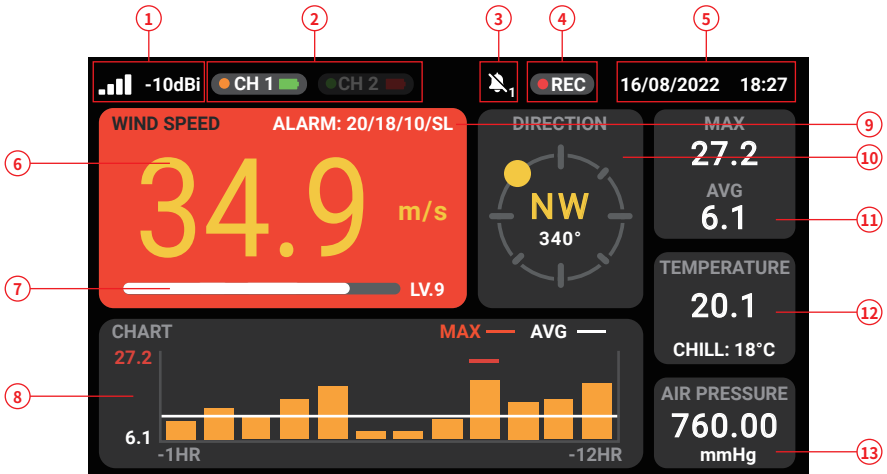 1 2 3 4 5
-10dBi CH 1 CH 2 1 REC 16/08/2022 18:27
WIND SPEED ALARM: 20/18/10/SL
9
DIRECTION
MAX
27.2
10
6
34.9 m/s
NW
340°
AVG
6.1
11
7
LV.9
TEMPERATURE
20.1
12
CHILL: 18°C
CHART MAX AVG
27.2
8
6.1
-1HR -12HR
AIR PRESSURE
760.00
mmHg
13